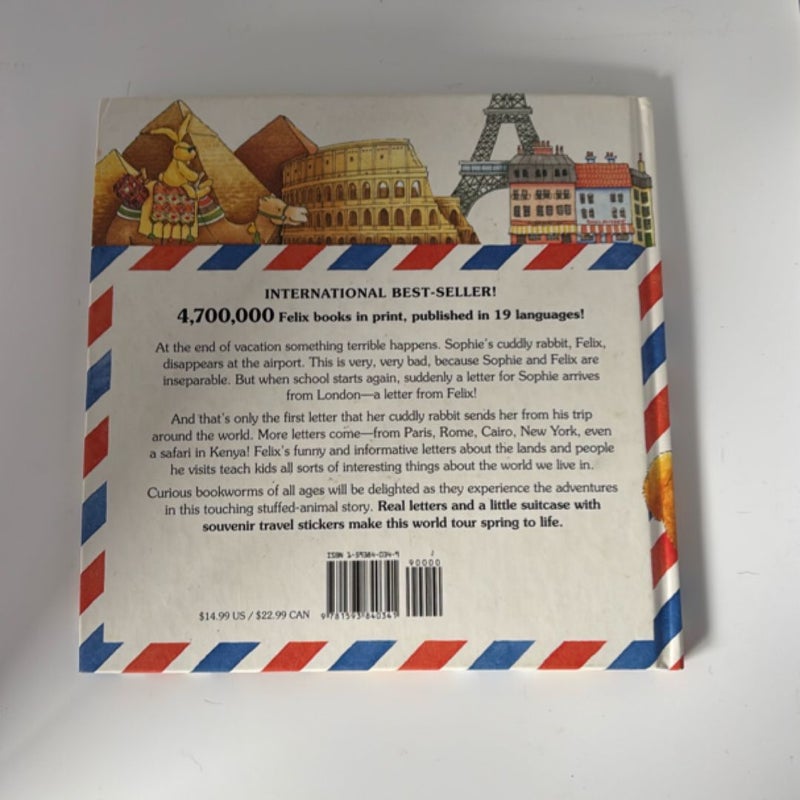 INTERNATIONAL BEST-SELLER!
4,700,000 Felix books in print, published in 19 languages!
At the end of vacation something terrible happens. Sophie's cuddly rabbit, Felix,
disappears at the airport. This is very, very bad, because Sophie and Felix are
inseparable. But when school starts again, suddenly a letter for Sophie arrives
from London—a letter from Felix!
And that's only the first letter that her cuddly rabbit sends her from his trip
around the world. More letters come—from Paris, Rome, Cairo, New York, even
a safari in Kenya! Felix's funny and informative letters about the lands and people
he visits teach kids all sorts of interesting things about the world we live in.
Curious bookworms of all ages will be delighted as they experience the adventures
in this touching stuffed-animal story. Real letters and a little suitcase with
souvenir travel stickers make this world tour spring to life.
ISBN 1-59384-034-9
90000
9 781593 840341
$14.99 US / $22.99 CAN